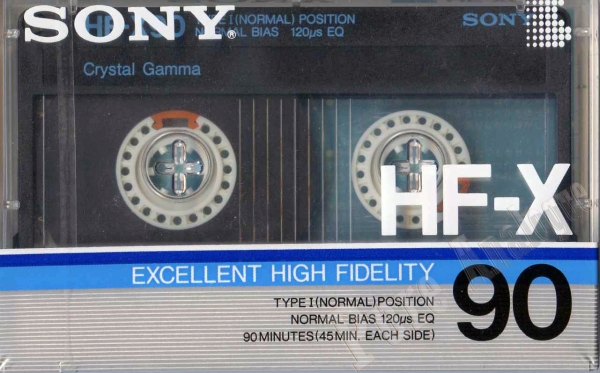 SONY®
TYPE I (NORMAL) POSITION
NORMAL BIAS 120µs EQ
SONY
Crystal Gamma
HF-X
EXCELLENT HIGH FIDELITY
TYPE I (NORMAL) POSITION
NORMAL BIAS 120µs EQ
90 MINUTES (45 MIN. EACH SIDE)
90